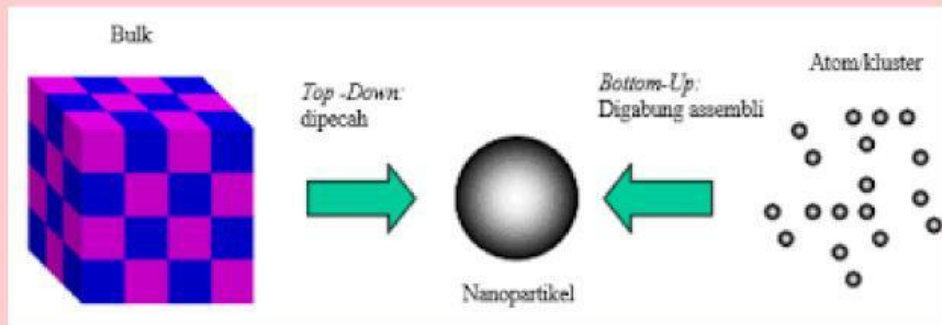 Bulk
Top -Down:
dipecah
Bottom-Up:
Digabung assembli
Atom/kluster
Nanopartikel